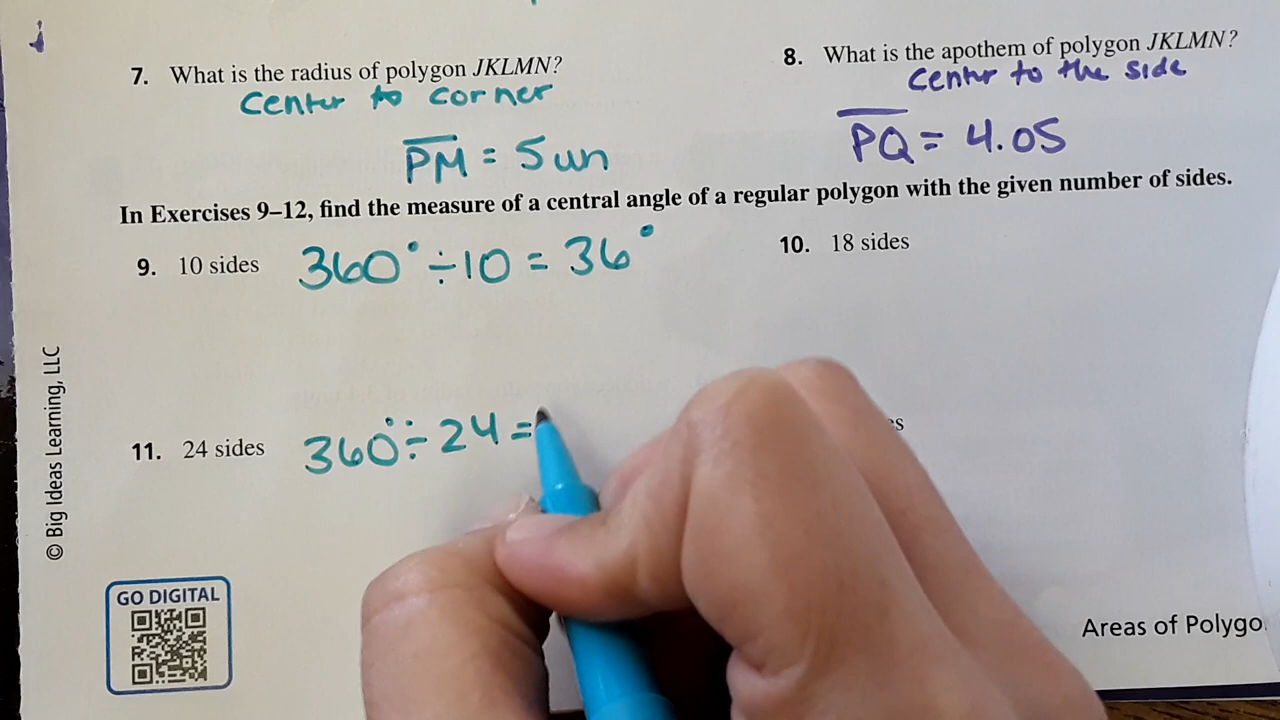 7. What is the radius of polygon JKLMN?
Center to corner
PM = 5 un
8. What is the apothem of polygon JKLMN?
Center to the side
PQ = 4.05
In Exercises 9–12, find the measure of a central angle of a regular polygon with the given number of sides.
9. 10 sides 360° ÷ 10 = 36°
10. 18 sides
11. 24 sides 360° ÷ 24 =
© Big Ideas Learning, LLC
GO DIGITAL
Areas of